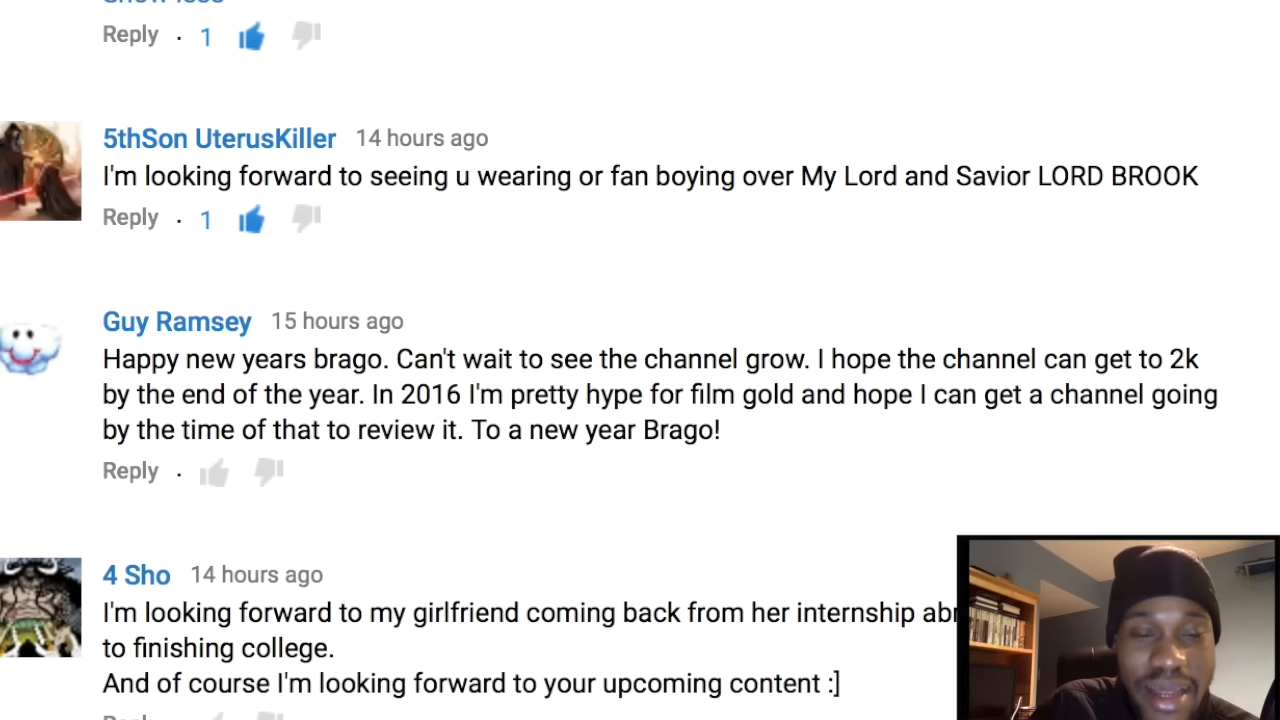 Reply · 1
5thSon UterusKiller 14 hours ago
I'm looking forward to seeing u wearing or fan boying over My Lord and Savior LORD BROOK
Reply · 1
Guy Ramsey 15 hours ago
Happy new years brago. Can't wait to see the channel grow. I hope the channel can get to 2k
by the end of the year. In 2016 I'm pretty hype for film gold and hope I can get a channel going
by the time of that to review it. To a new year Brago!
Reply ·
4 Sho 14 hours ago
I'm looking forward to my girlfriend coming back from her internship
to finishing college.
And of course I'm looking forward to your upcoming content :]